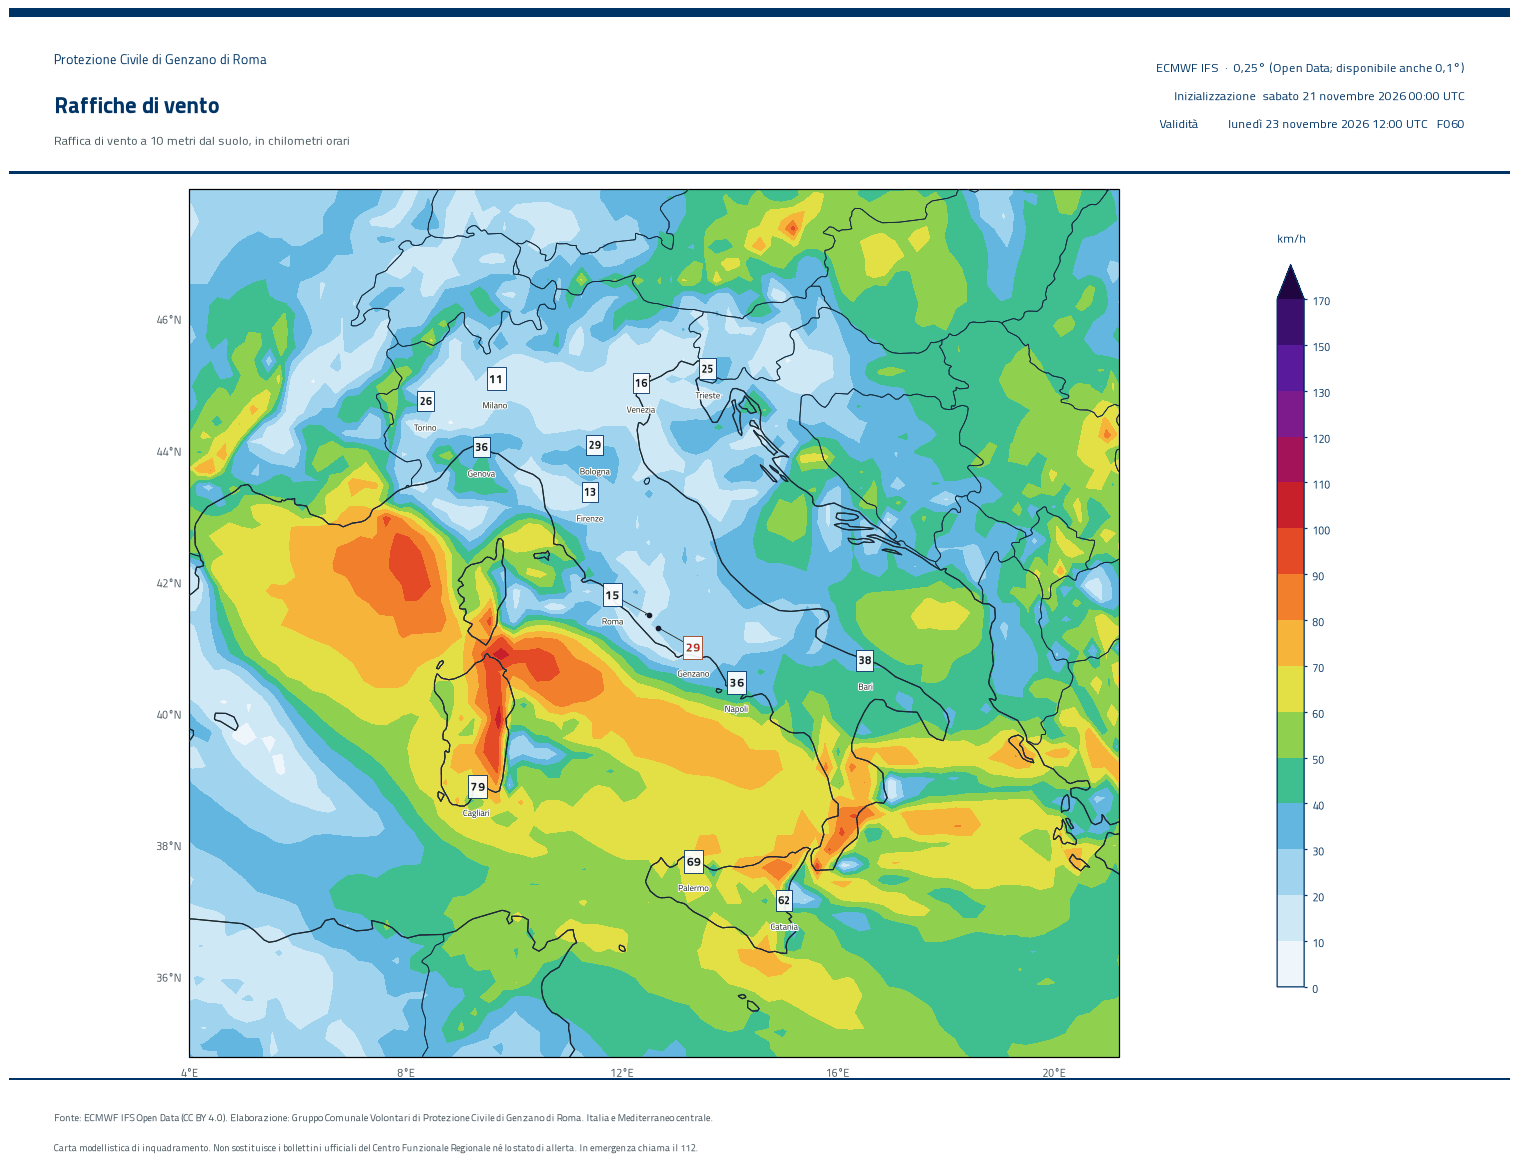 Protezione Civile di Genzano di Roma
Raffiche di vento
Raffica di vento a 10 metri dal suolo, in chilometri orari
ECMWF IFS · 0,25° (Open Data; disponibile anche 0,1°)
Inizializzazione sabato 21 novembre 2026 00:00 UTC
Validità lunedì 23 novembre 2026 12:00 UTC F060
km/h
170
150
130
120
110
100
90
80
70
60
50
40
30
20
10
0
46°N
44°N
42°N
40°N
38°N
36°N
4°E
8°E
12°E
16°E
20°E
25
Trieste
11
Milano
16
Venezia
26
Torino
36
Genova
29
Bologna
13
Firenze
15
Roma
29
Genzano
38
Bari
36
Napoli
79
Cagliari
69
Palermo
62
Catania
Fonte: ECMWF IFS Open Data (CC BY 4.0). Elaborazione: Gruppo Comunale Volontari di Protezione Civile di Genzano di Roma. Italia e Mediterraneo centrale.
Carta modellistica di inquadramento. Non sostituisce i bollettini ufficiali del Centro Funzionale Regionale né lo stato di allerta. In emergenza chiama il 112.